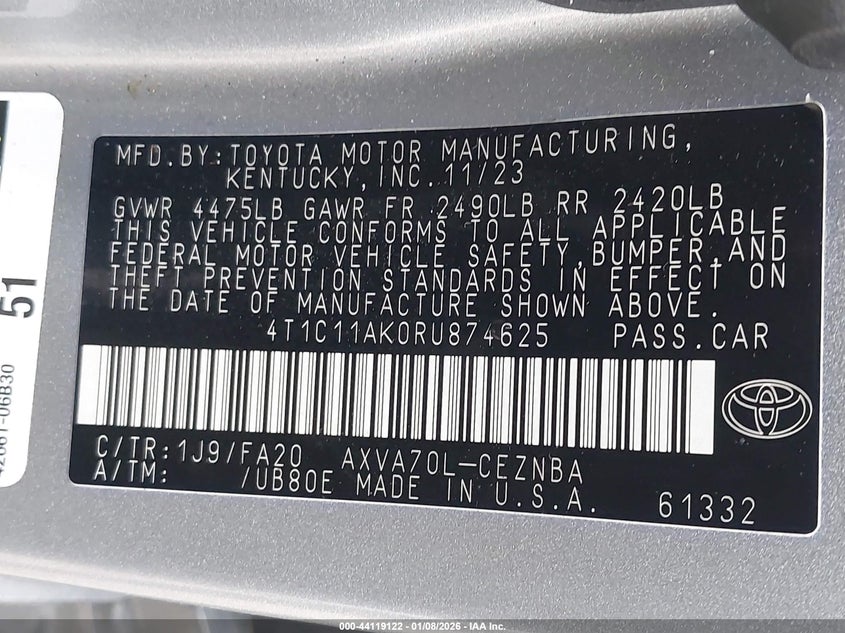 MFD.BY:TOYOTA MOTOR MANUFACTURING,
KENTUCKY,INC.11/23
GVWR 4475LB GAWR FR 2490LB RR 2420LB
THIS VEHICLE CONFORMS TO ALL APPLICABLE
FEDERAL MOTOR VEHICLE SAFETY,BUMPER,AND
THEFT PREVENTION STANDARDS IN EFFECT ON
THE DATE OF MANUFACTURE SHOWN ABOVE.
4T1C11AK0RU874625 PASS.CAR
C/TR:1J9/FA20 AXVA70L-CEZNBA
A/TM: /UB80E MADE IN U.S.A.
61332
51
42661-06B30
000-44119122 - 01/08/2026 - IAA Inc.